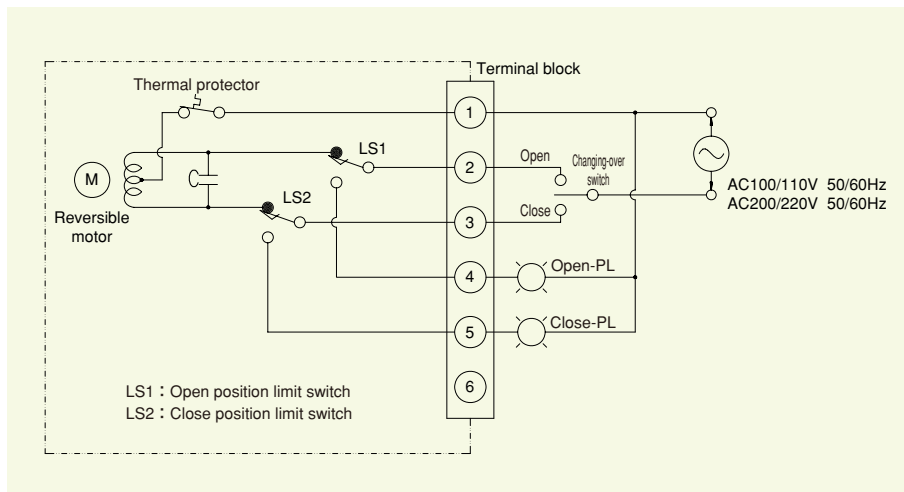 Terminal block
Thermal protector
1
LS1
2
Open
Changing-over
switch
M
LS2
Close
3
AC100/110V 50/60Hz
AC200/220V 50/60Hz
Reversible
motor
4
Open-PL
5
Close-PL
6
LS1：Open position limit switch
LS2：Close position limit switch